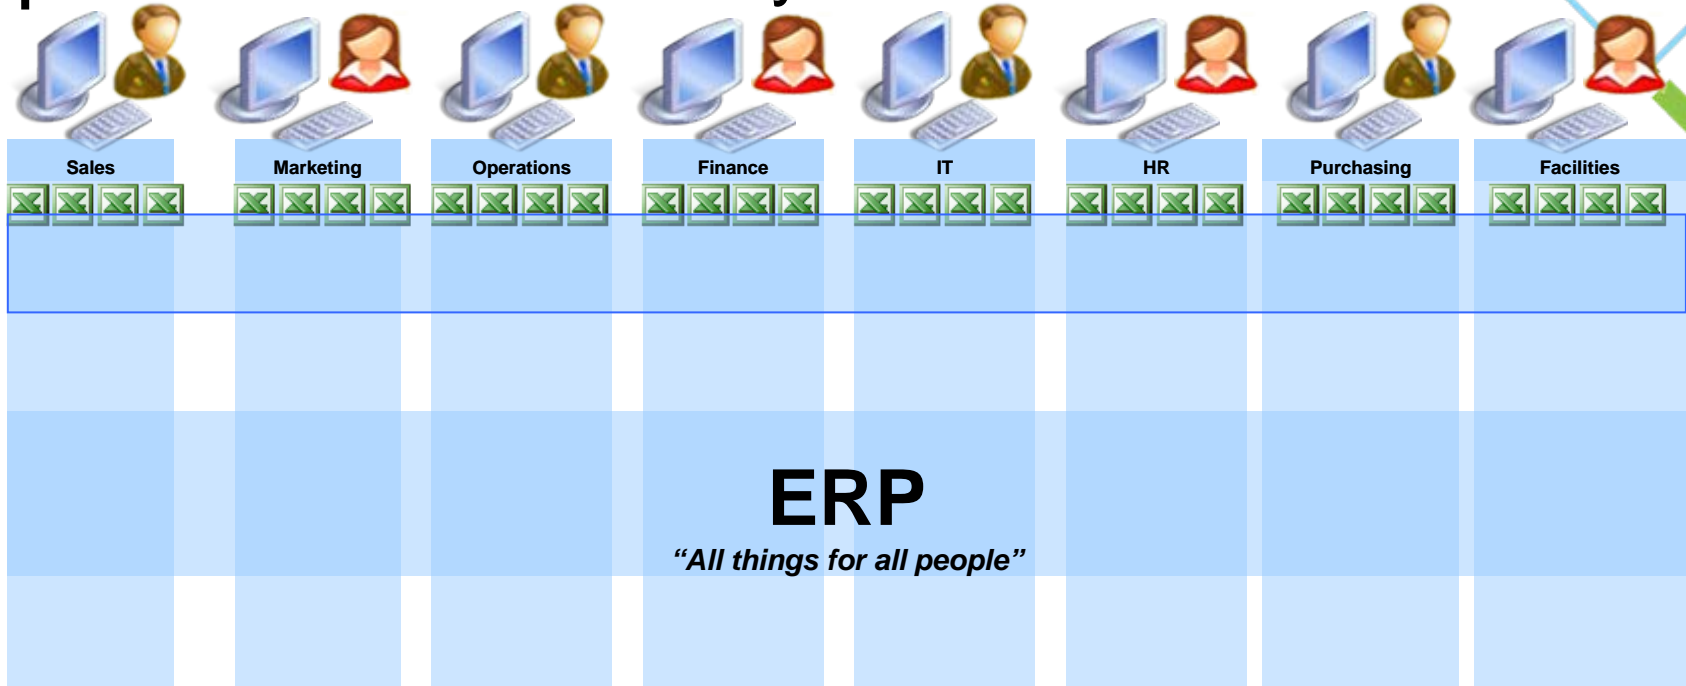 Sales Marketing Operations Finance IT HR Purchasing Facilities
ERP
“All things for all people”